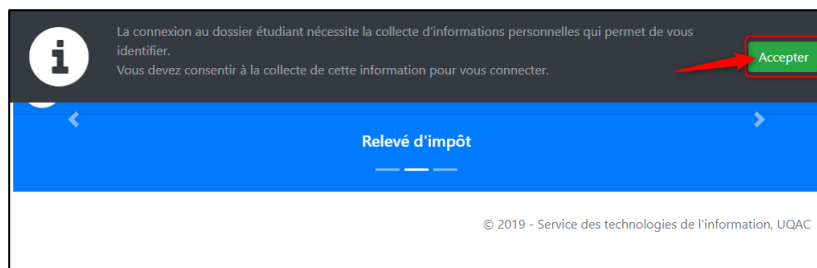 La connexion au dossier étudiant nécessite la collecte d'informations personnelles qui permet de vous
identifier.
Vous devez consentir à la collecte de cette information pour vous connecter.
Accepter
Relevé d'impôt
© 2019 - Service des technologies de l'information, UQAC